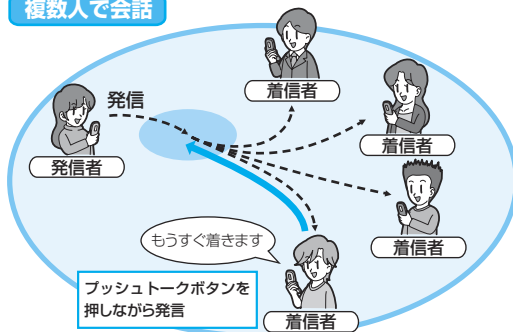 複数人で会話
着信者
発信
着信者
発信者
着信者
もうすぐ着きます
プッシュトークボタンを
押しながら発言
着信者